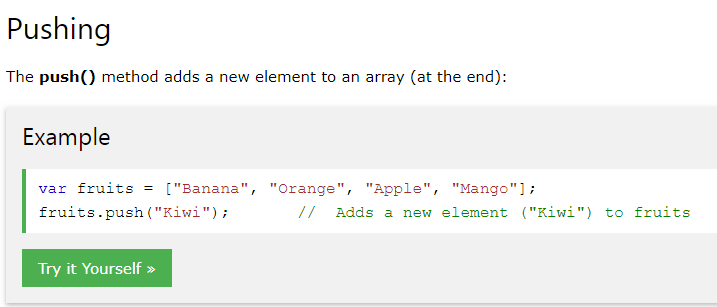 Pushing
The push() method adds a new element to an array (at the end):
Example
var fruits = ["Banana", "Orange", "Apple", "Mango"];
fruits.push("Kiwi");       //  Adds a new element ("Kiwi") to fruits
Try it Yourself »